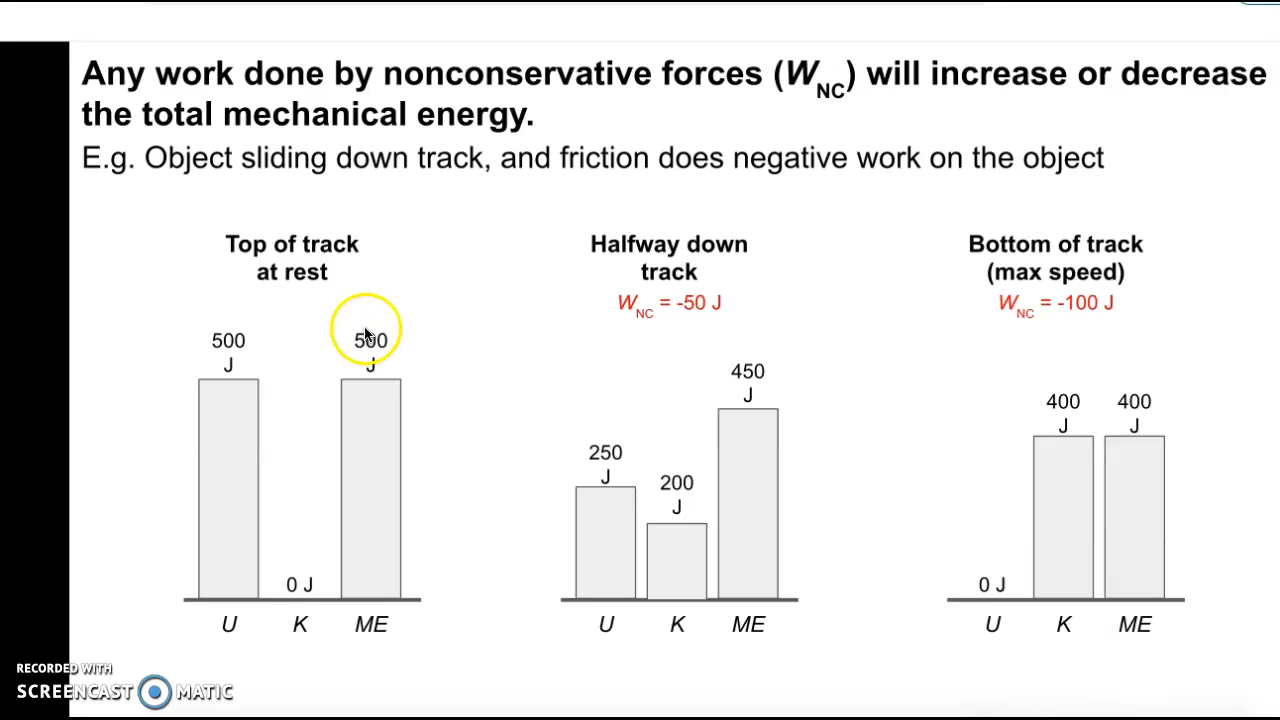 Any work done by nonconservative forces (WNC) will increase or decrease
the total mechanical energy.
E.g. Object sliding down track, and friction does negative work on the object
Top of track
at rest
500
J
500
J
0 J
U K ME
Halfway down
track
WNC = -50 J
250
J
200
J
450
J
U K ME
Bottom of track
(max speed)
WNC = -100 J
0 J
400
J
400
J
U K ME
RECORDED WITH
SCREENCAST MATIC